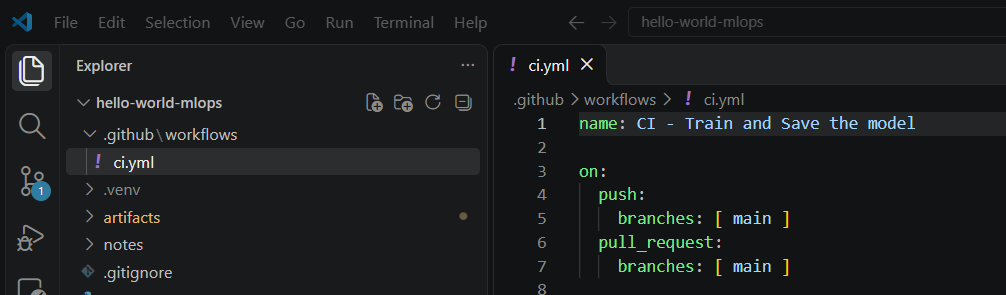 File Edit Selection View Go Run Terminal Help
hello-world-mlops
Explorer
hello-world-mlops
.github\workflows
! ci.yml
.venv
artifacts
notes
.gitignore
1
! ci.yml
.github > workflows > ! ci.yml
1 name: CI - Train and Save the model
2
3 on:
4 push:
5 branches: [ main ]
6 pull_request:
7 branches: [ main ]
8